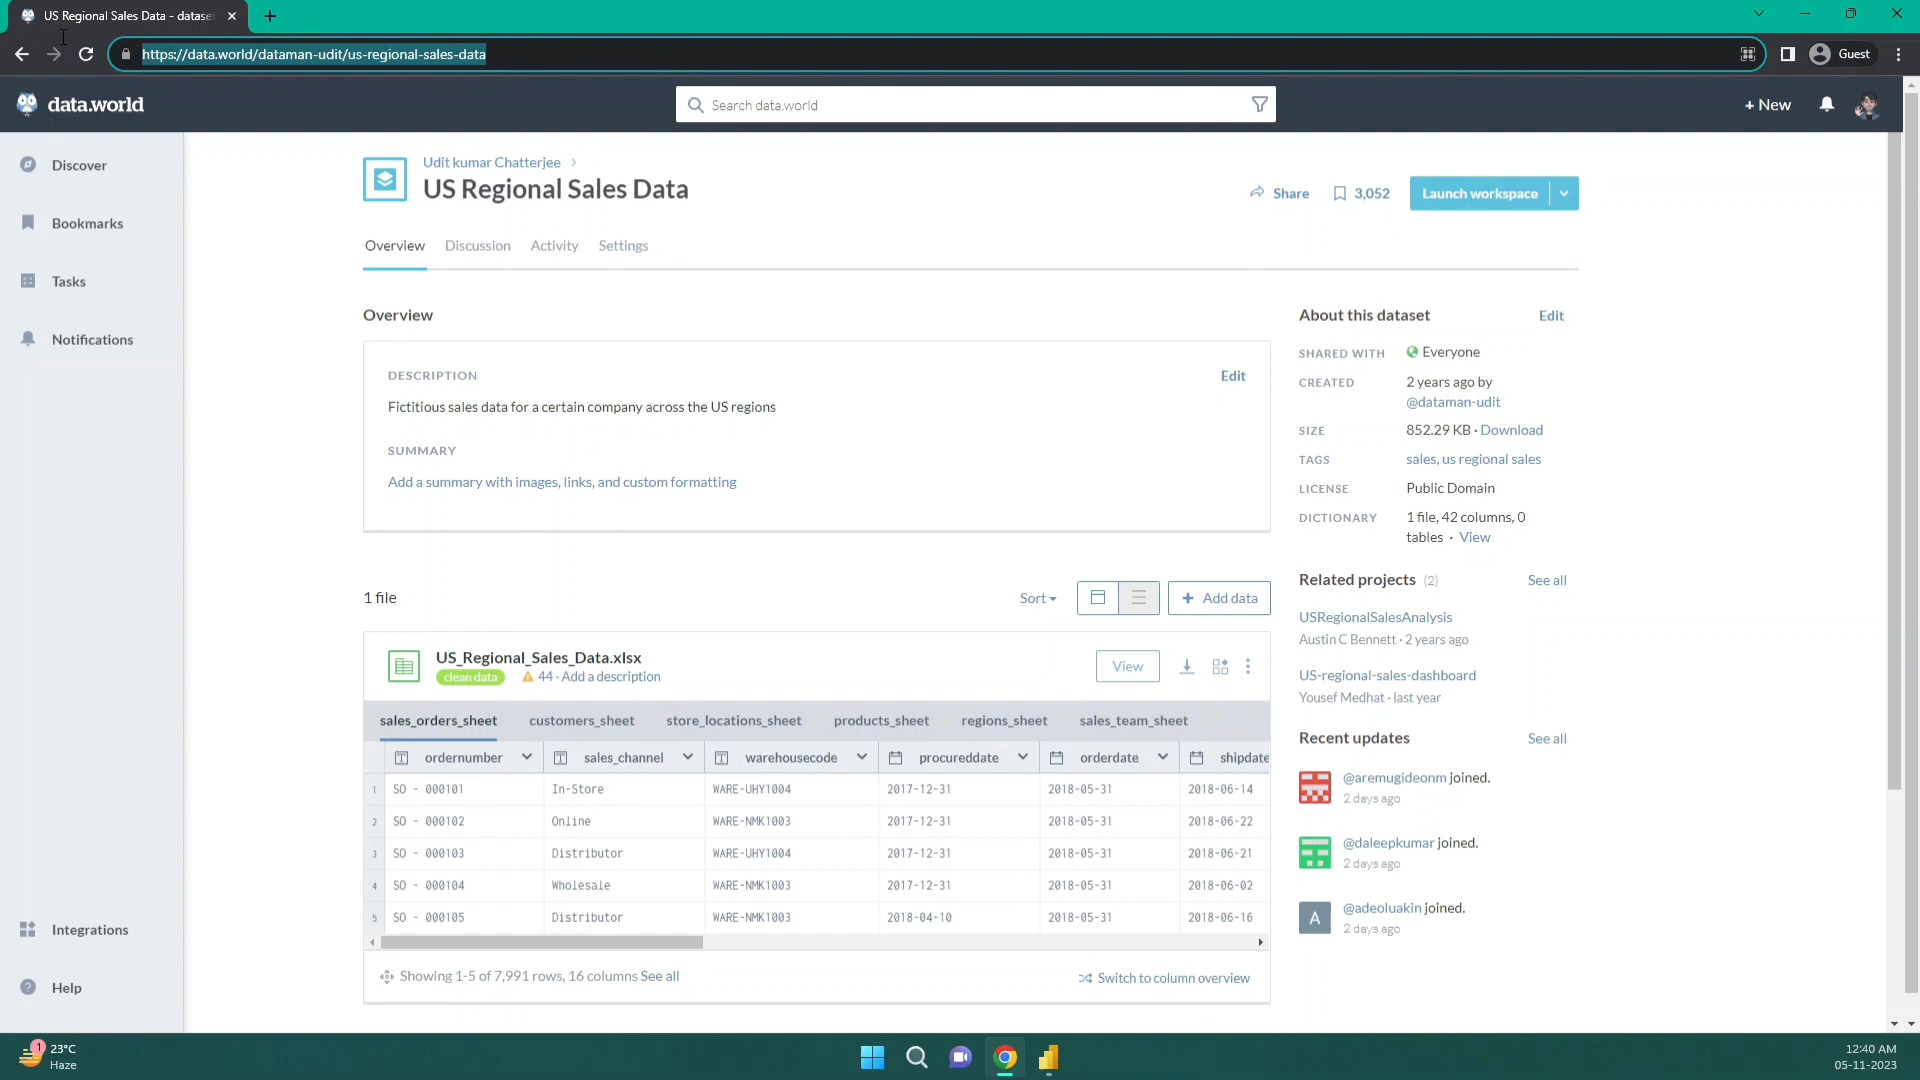 US Regional Sales Data - dataset
https://data.world/dataman-udit/us-regional-sales-data
Guest
data.world
Search data.world
+ New
Discover
Bookmarks
Tasks
Notifications
Integrations
Help
Udit kumar Chatterjee >
US Regional Sales Data
Share
3,052
Launch workspace
Overview Discussion Activity Settings
Overview
DESCRIPTION
Edit
Fictitious sales data for a certain company across the US regions
SUMMARY
Add a summary with images, links, and custom formatting
1 file
Sort
+ Add data
US_Regional_Sales_Data.xlsx
clean data
44 · Add a description
View
sales_orders_sheet customers_sheet store_locations_sheet products_sheet regions_sheet sales_team_sheet
ordernumber sales_channel warehousecode procureddate orderdate shipdate
1 SO - 000101 In-Store WARE-UHY1004 2017-12-31 2018-05-31 2018-06-14
2 SO - 000102 Online WARE-NMK1003 2017-12-31 2018-05-31 2018-06-22
3 SO - 000103 Distributor WARE-UHY1004 2017-12-31 2018-05-31 2018-06-21
4 SO - 000104 Wholesale WARE-NMK1003 2017-12-31 2018-05-31 2018-06-02
5 SO - 000105 Distributor WARE-NMK1003 2018-04-10 2018-05-31 2018-06-16
Showing 1-5 of 7,991 rows, 16 columns See all
Switch to column overview
About this dataset
Edit
SHARED WITH Everyone
CREATED 2 years ago by
@dataman-udit
SIZE 852.29 KB · Download
TAGS sales, us regional sales
LICENSE Public Domain
DICTIONARY 1 file, 42 columns, 0
tables · View
Related projects (2)
See all
USRegionalSalesAnalysis
Austin C Bennett · 2 years ago
US-regional-sales-dashboard
Yousef Medhat · last year
Recent updates
See all
@aremugideonm joined.
2 days ago
@daleepkumar joined.
2 days ago
A
@adeoluakin joined.
2 days ago
1
23°C
Haze
12:40 AM
05-11-2023